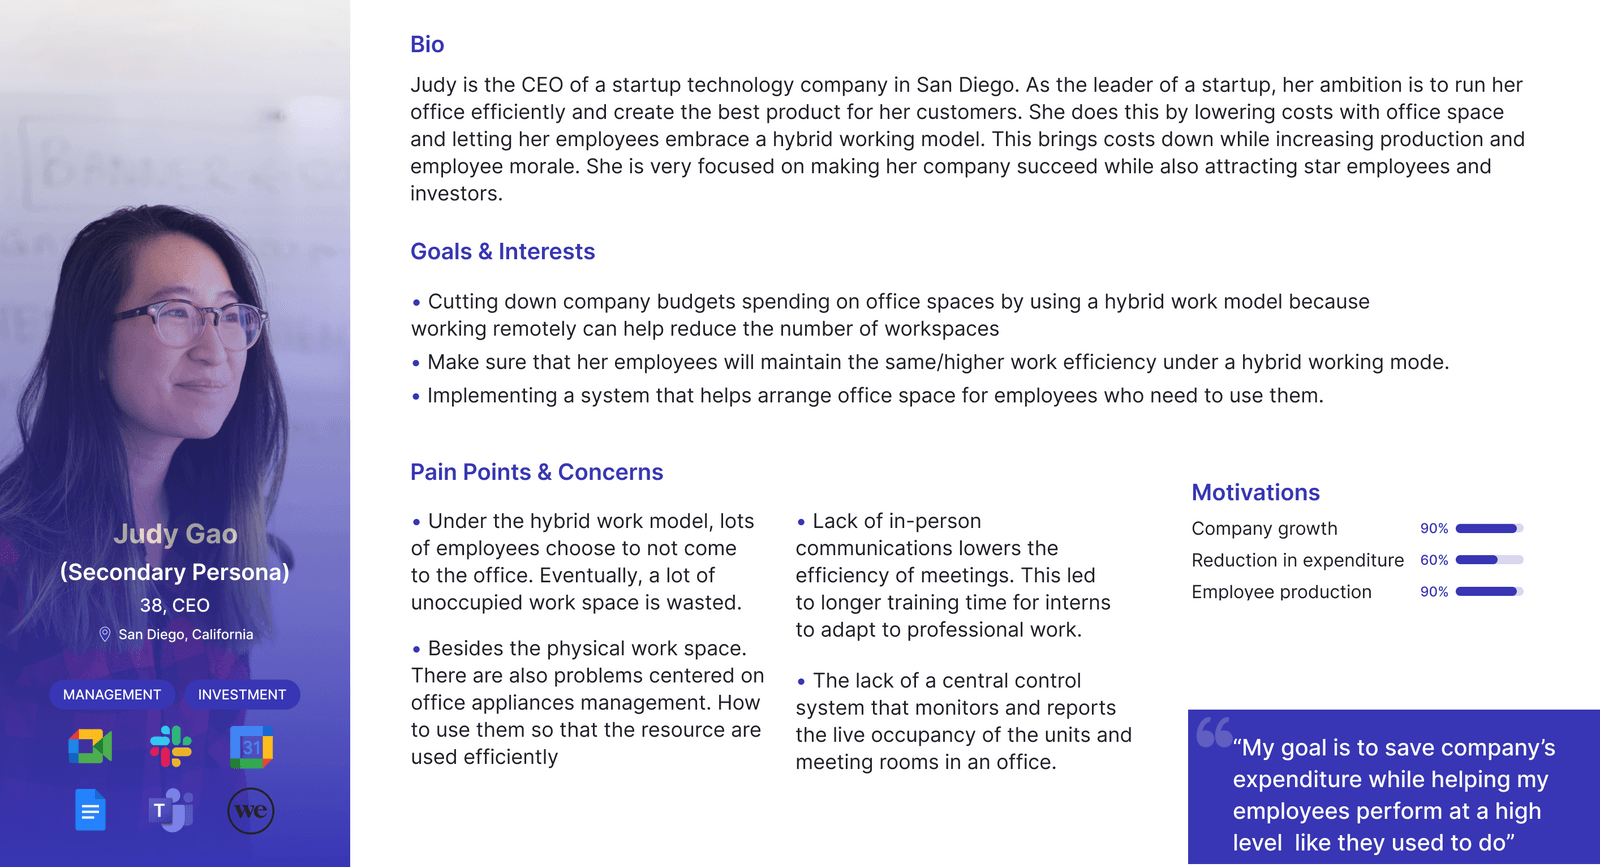 Judy Gao
(Secondary Persona)
38, CEO
San Diego, California
MANAGEMENT
INVESTMENT
31
T
we
Bio
Judy is the CEO of a startup technology company in San Diego. As the leader of a startup, her ambition is to run her
office efficiently and create the best product for her customers. She does this by lowering costs with office space
and letting her employees embrace a hybrid working model. This brings costs down while increasing production and
employee morale. She is very focused on making her company succeed while also attracting star employees and
investors.
Goals & Interests
• Cutting down company budgets spending on office spaces by using a hybrid work model because
working remotely can help reduce the number of workspaces
• Make sure that her employees will maintain the same/higher work efficiency under a hybrid working mode.
• Implementing a system that helps arrange office space for employees who need to use them.
Pain Points & Concerns
• Under the hybrid work model, lots
of employees choose to not come
to the office. Eventually, a lot of
unoccupied work space is wasted.
• Besides the physical work space.
There are also problems centered on
office appliances management. How
to use them so that the resource are
used efficiently
• Lack of in-person
communications lowers the
efficiency of meetings. This led
to longer training time for interns
to adapt to professional work.
• The lack of a central control
system that monitors and reports
the live occupancy of the units and
meeting rooms in an office.
Motivations
Company growth 90%
Reduction in expenditure 60%
Employee production 90%
“My goal is to save company’s
expenditure while helping my
employees perform at a high
level  like they used to do”